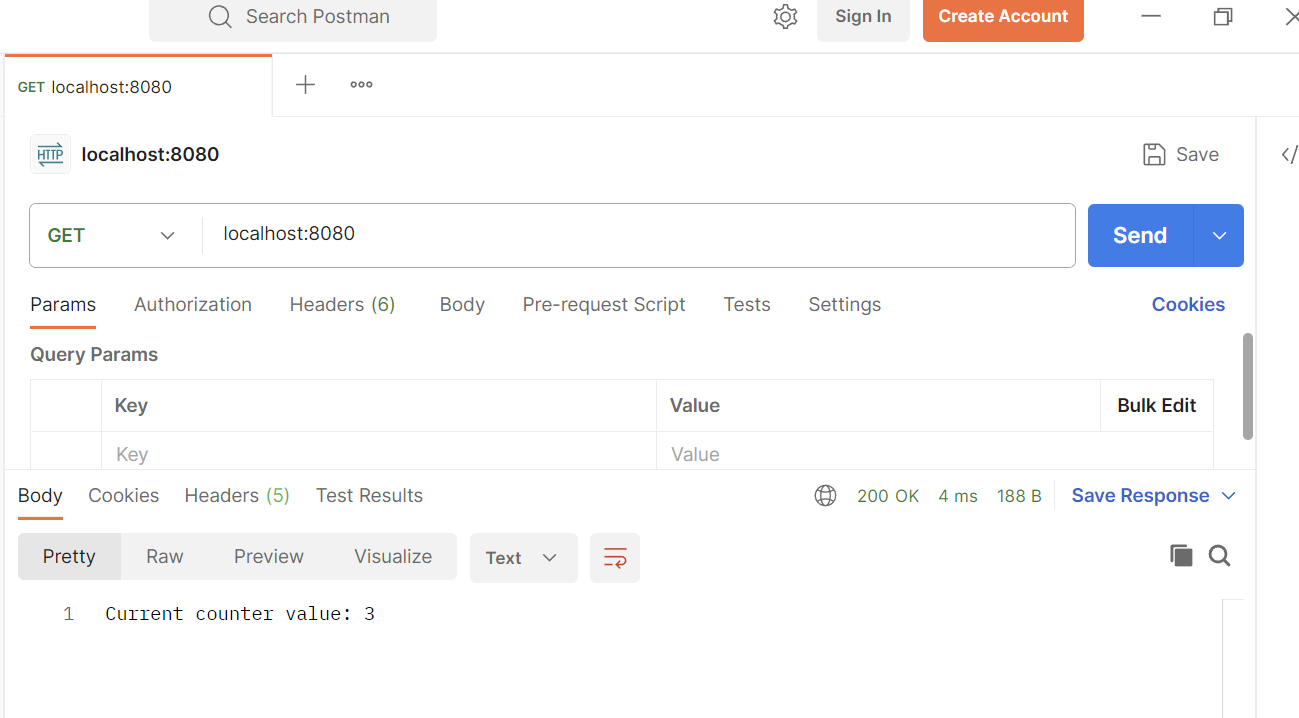 Search Postman Sign In Create Account
GET localhost:8080
HTTP localhost:8080 Save
GET localhost:8080 Send
Params Authorization Headers (6) Body Pre-request Script Tests Settings Cookies
Query Params
Key Value Bulk Edit
Key Value
Body Cookies Headers (5) Test Results 200 OK 4 ms 188 B Save Response
Pretty Raw Preview Visualize Text
1 Current counter value: 3